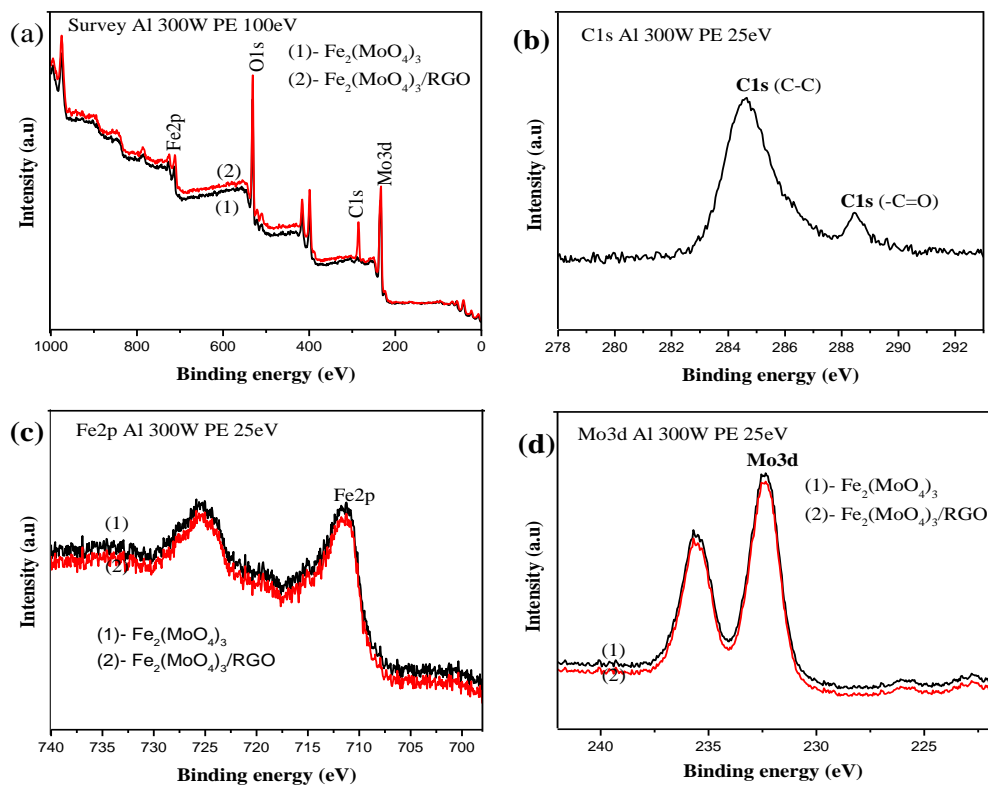 (a)
Survey Al 300W PE 100eV
(1)- Fe₂(MoO₄)₃
(2)- Fe₂(MoO₄)₃/RGO
O1s
Fe2p
(2)
(1)
C1s
Mo3d
Intensity (a.u)
1000 800 600 400 200 0
Binding energy (eV)
(b)
C1s Al 300W PE 25eV
C1s (C-C)
C1s (-C=O)
Intensity (a.u)
278 280 282 284 286 288 290 292
Binding energy (eV)
(c)
Fe2p Al 300W PE 25eV
Fe2p
(1)
(2)
(1)- Fe₂(MoO₄)₃
(2)- Fe₂(MoO₄)₃/RGO
Intensity (a.u)
740 735 730 725 720 715 710 705 700
Binding energy (eV)
(d)
Mo3d Al 300W PE 25eV
Mo3d
(1)- Fe₂(MoO₄)₃
(2)- Fe₂(MoO₄)₃/RGO
(1)
(2)
Intensity (a.u)
240 235 230 225
Binding energy (eV)